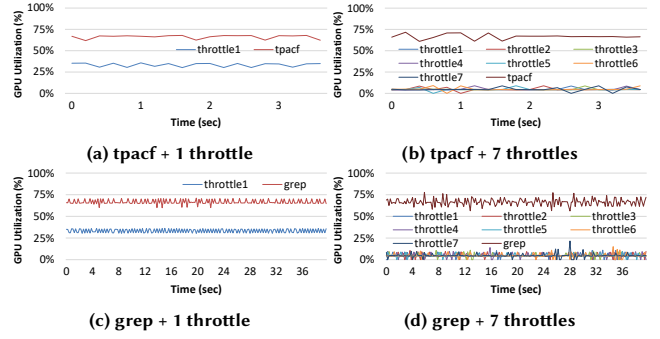 GPU Utilization (%)
100%
75%
50%
25%
0%
throttle1 tpacf
0 1 2 3
Time (sec)
(a) tpacf + 1 throttle
GPU Utilization (%)
100%
75%
50%
25%
0%
throttle1 throttle2 throttle3
throttle4 throttle5 throttle6
throttle7 tpacf
0 1 2 3
Time (sec)
(b) tpacf + 7 throttles
GPU Utilization (%)
100%
75%
50%
25%
0%
throttle1 grep
0 4 8 12 16 20 24 28 32 36
Time (sec)
(c) grep + 1 throttle
GPU Utilization (%)
100%
75%
50%
25%
0%
throttle1 throttle2 throttle3
throttle4 throttle5 throttle6
throttle7 grep
0 4 8 12 16 20 24 28 32 36
Time (sec)
(d) grep + 7 throttles